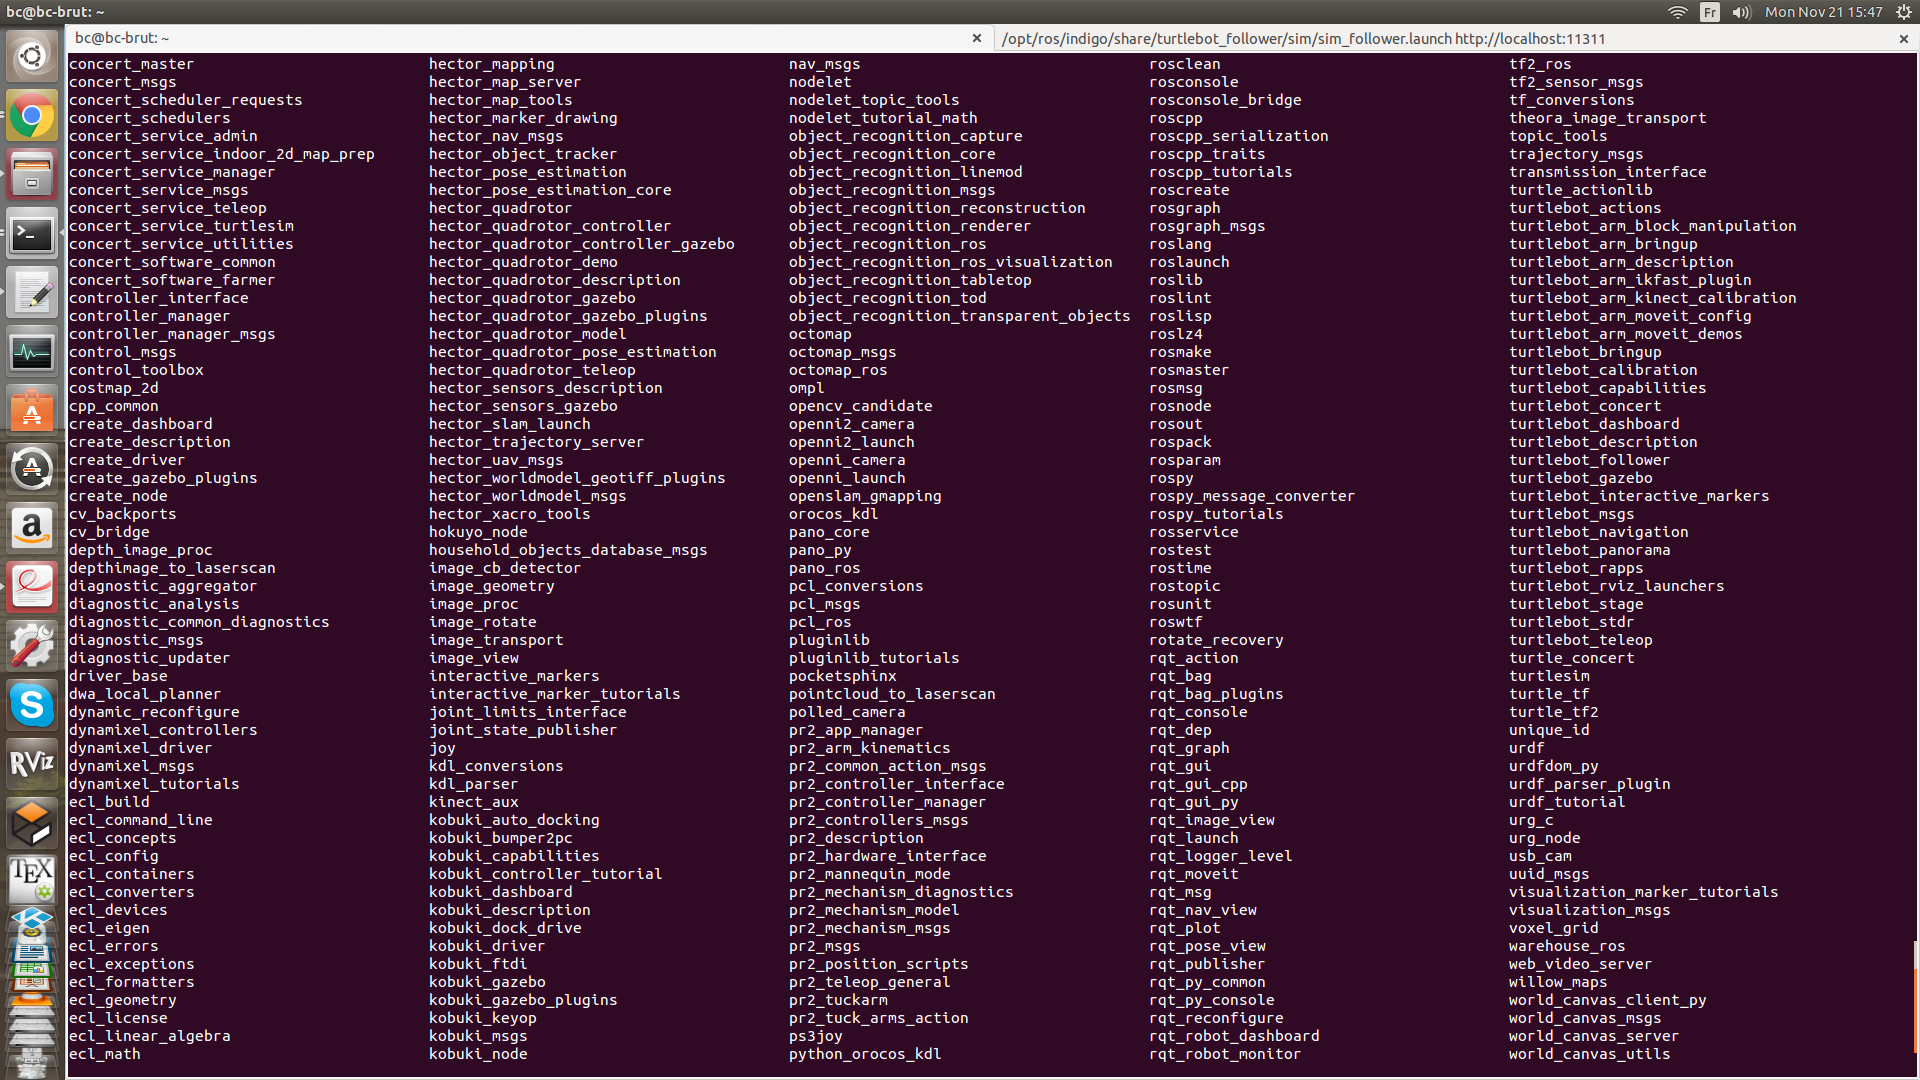 bc@bc-brut: ~
Fr
Mon Nov 21 15:47
bc@bc-brut: ~
/opt/ros/indigo/share/turtlebot_follower/sim/sim_follower.launch http://localhost:11311
concert_master hector_mapping nav_msgs rosclean tf2_ros
concert_msgs hector_map_server nodelet rosconsole tf2_sensor_msgs
concert_scheduler_requests hector_map_tools nodelet_topic_tools rosconsole_bridge tf_conversions
concert_schedulers hector_marker_drawing nodelet_tutorial_math roscpp theora_image_transport
concert_service_admin hector_nav_msgs object_recognition_capture roscpp_serialization topic_tools
concert_service_indoor_2d_map_prep hector_object_tracker object_recognition_core roscpp_traits trajectory_msgs
concert_service_manager hector_pose_estimation object_recognition_linemod roscpp_tutorials transmission_interface
concert_service_msgs hector_pose_estimation_core object_recognition_msgs roscreate turtle_actionlib
concert_service_teleop hector_quadrotor object_recognition_reconstruction rosgraph turtlebot_actions
concert_service_turtlesim hector_quadrotor_controller object_recognition_renderer rosgraph_msgs turtlebot_arm_block_manipulation
concert_service_utilities hector_quadrotor_controller_gazebo object_recognition_ros roslang turtlebot_arm_bringup
concert_software_common hector_quadrotor_demo object_recognition_ros_visualization roslaunch turtlebot_arm_description
concert_software_farmer hector_quadrotor_description object_recognition_tabletop roslib turtlebot_arm_ikfast_plugin
controller_interface hector_quadrotor_gazebo object_recognition_tod roslint turtlebot_arm_kinect_calibration
controller_manager hector_quadrotor_gazebo_plugins object_recognition_transparent_objects roslisp turtlebot_arm_moveit_config
controller_manager_msgs hector_quadrotor_model octomap roslz4 turtlebot_arm_moveit_demos
control_msgs hector_quadrotor_pose_estimation octomap_msgs rosmake turtlebot_bringup
control_toolbox hector_quadrotor_teleop octomap_ros rosmaster turtlebot_calibration
costmap_2d hector_sensors_description ompl rosmsg turtlebot_capabilities
cpp_common hector_sensors_gazebo opencv_candidate rosnode turtlebot_concert
create_dashboard hector_slam_launch openni2_camera rosout turtlebot_dashboard
create_description hector_trajectory_server openni2_launch rospack turtlebot_description
create_driver hector_uav_msgs openni_camera rosparam turtlebot_follower
create_gazebo_plugins hector_worldmodel_geotiff_plugins openni_launch rospy turtlebot_gazebo
create_node hector_worldmodel_msgs openslam_gmapping rospy_message_converter turtlebot_interactive_markers
cv_backports hector_xacro_tools orocos_kdl rospy_tutorials turtlebot_msgs
cv_bridge hokuyo_node pano_core rosservice turtlebot_navigation
depth_image_proc household_objects_database_msgs pano_py rostest turtlebot_panorama
depthimage_to_laserscan image_cb_detector pano_ros rostime turtlebot_rapps
diagnostic_aggregator image_geometry pcl_conversions rostopic turtlebot_rviz_launchers
diagnostic_analysis image_proc pcl_msgs rosunit turtlebot_stage
diagnostic_common_diagnostics image_rotate pcl_ros roswtf turtlebot_stdr
diagnostic_msgs image_transport pluginlib rotate_recovery turtlebot_teleop
diagnostic_updater image_view pluginlib_tutorials rqt_action turtle_concert
driver_base interactive_markers pocketsphinx rqt_bag turtlesim
dwa_local_planner interactive_marker_tutorials pointcloud_to_laserscan rqt_bag_plugins turtle_tf
dynamic_reconfigure joint_limits_interface polled_camera rqt_console turtle_tf2
dynamixel_controllers joint_state_publisher pr2_app_manager rqt_dep unique_id
dynamixel_driver joy pr2_arm_kinematics rqt_graph urdf
dynamixel_msgs kdl_conversions pr2_common_action_msgs rqt_gui urdfdom_py
dynamixel_tutorials kdl_parser pr2_controller_interface rqt_gui_cpp urdf_parser_plugin
ecl_build kinect_aux pr2_controller_manager rqt_gui_py urdf_tutorial
ecl_command_line kobuki_auto_docking pr2_controllers_msgs rqt_image_view urg_c
ecl_concepts kobuki_bumper2pc pr2_description rqt_launch urg_node
ecl_config kobuki_capabilities pr2_hardware_interface rqt_logger_level usb_cam
ecl_containers kobuki_controller_tutorial pr2_mannequin_mode rqt_moveit uuid_msgs
ecl_converters kobuki_dashboard pr2_mechanism_diagnostics rqt_msg visualization_marker_tutorials
ecl_devices kobuki_description pr2_mechanism_model rqt_nav_view visualization_msgs
ecl_eigen kobuki_dock_drive pr2_mechanism_msgs rqt_plot voxel_grid
ecl_errors kobuki_driver pr2_msgs rqt_pose_view warehouse_ros
ecl_exceptions kobuki_ftdi pr2_position_scripts rqt_publisher web_video_server
ecl_formatters kobuki_gazebo pr2_teleop_general rqt_py_common willow_maps
ecl_geometry kobuki_gazebo_plugins pr2_tuckarm rqt_py_console world_canvas_client_py
ecl_license kobuki_keyop pr2_tuck_arms_action rqt_reconfigure world_canvas_msgs
ecl_linear_algebra kobuki_msgs ps3joy rqt_robot_dashboard world_canvas_server
ecl_math kobuki_node python_orocos_kdl rqt_robot_monitor world_canvas_utils
RViz
TEX